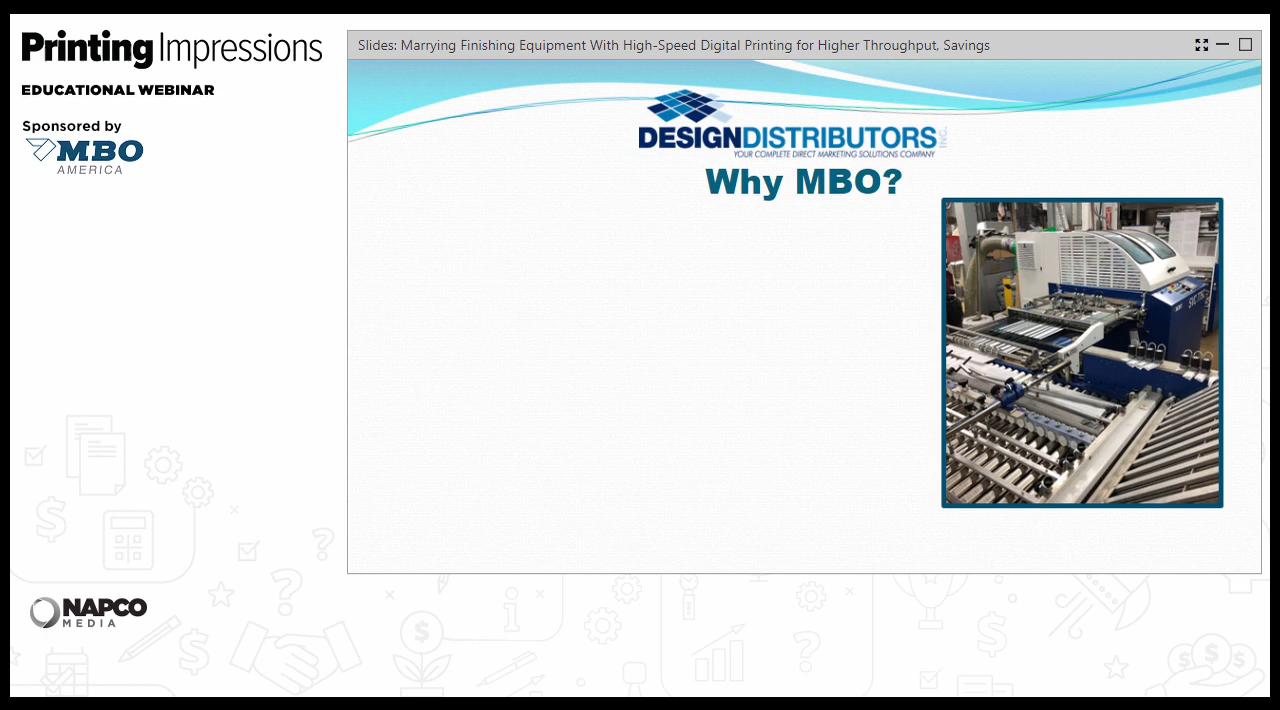 Printing Impressions
EDUCATIONAL WEBINAR
Sponsored by
MBO
AMERICA
Slides: Marrying Finishing Equipment With High-Speed Digital Printing for Higher Throughput, Savings
DESIGNDISTRIBUTORS INC.
YOUR COMPLETE DIRECT MARKETING SOLUTIONS COMPANY
Why MBO?
NAPCO
MEDIA